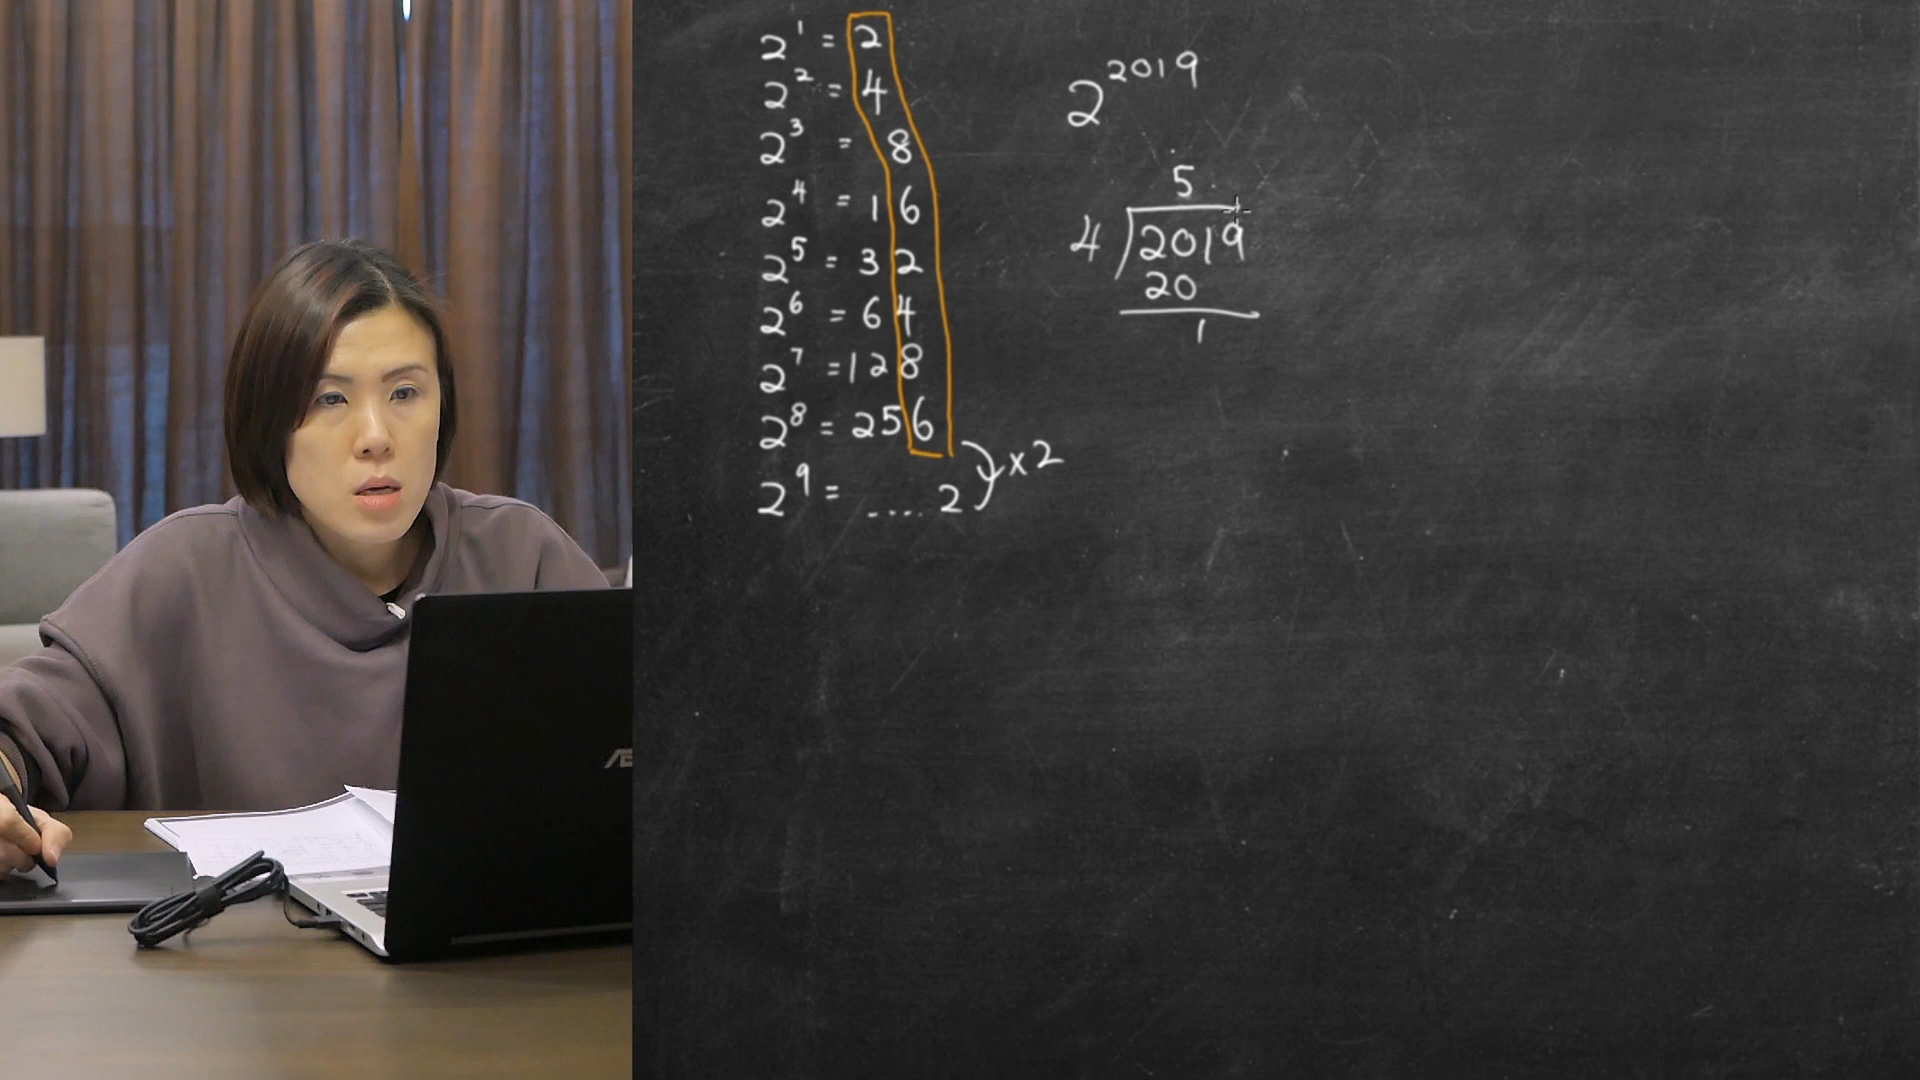 2¹ = 2
2² = 4
2³ = 8
2⁴ = 16
2⁵ = 32
2⁶ = 64
2⁷ = 128
2⁸ = 256
2⁹ = .... 2
×2
2²⁰¹⁹
5
4 2019
20
1